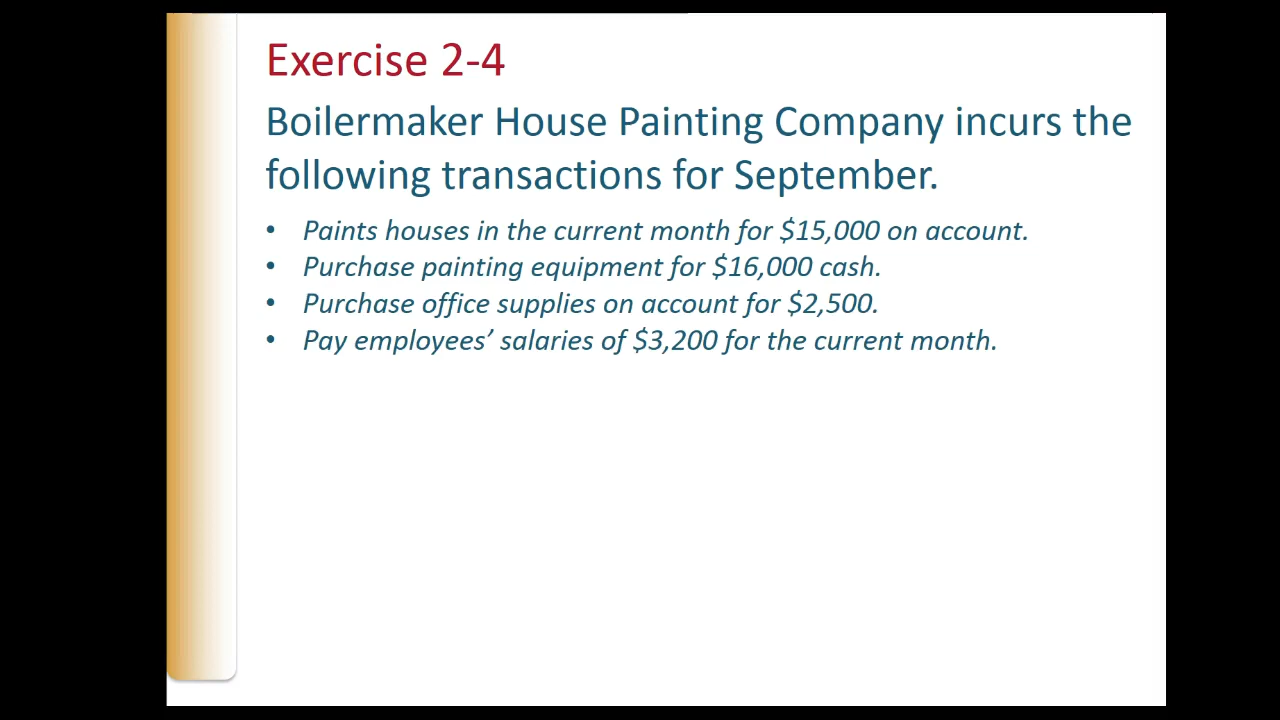 Exercise 2-4
Boilermaker House Painting Company incurs the
following transactions for September.
• Paints houses in the current month for $15,000 on account.
• Purchase painting equipment for $16,000 cash.
• Purchase office supplies on account for $2,500.
• Pay employees’ salaries of $3,200 for the current month.